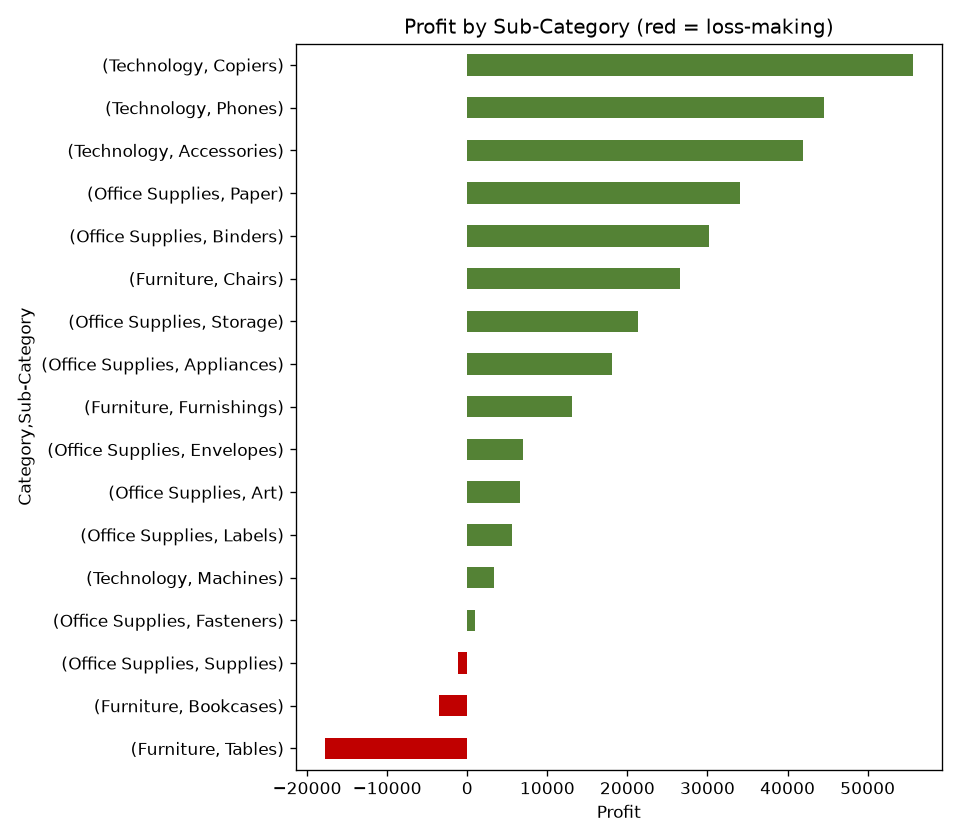 Profit by Sub-Category (red = loss-making)
(Technology, Copiers)
(Technology, Phones)
(Technology, Accessories)
(Office Supplies, Paper)
(Office Supplies, Binders)
(Furniture, Chairs)
(Office Supplies, Storage)
(Office Supplies, Appliances)
(Furniture, Furnishings)
(Office Supplies, Envelopes)
(Office Supplies, Art)
(Office Supplies, Labels)
(Technology, Machines)
(Office Supplies, Fasteners)
(Office Supplies, Supplies)
(Furniture, Bookcases)
(Furniture, Tables)
Category,Sub-Category
−20000 −10000 0 10000 20000 30000 40000 50000
Profit